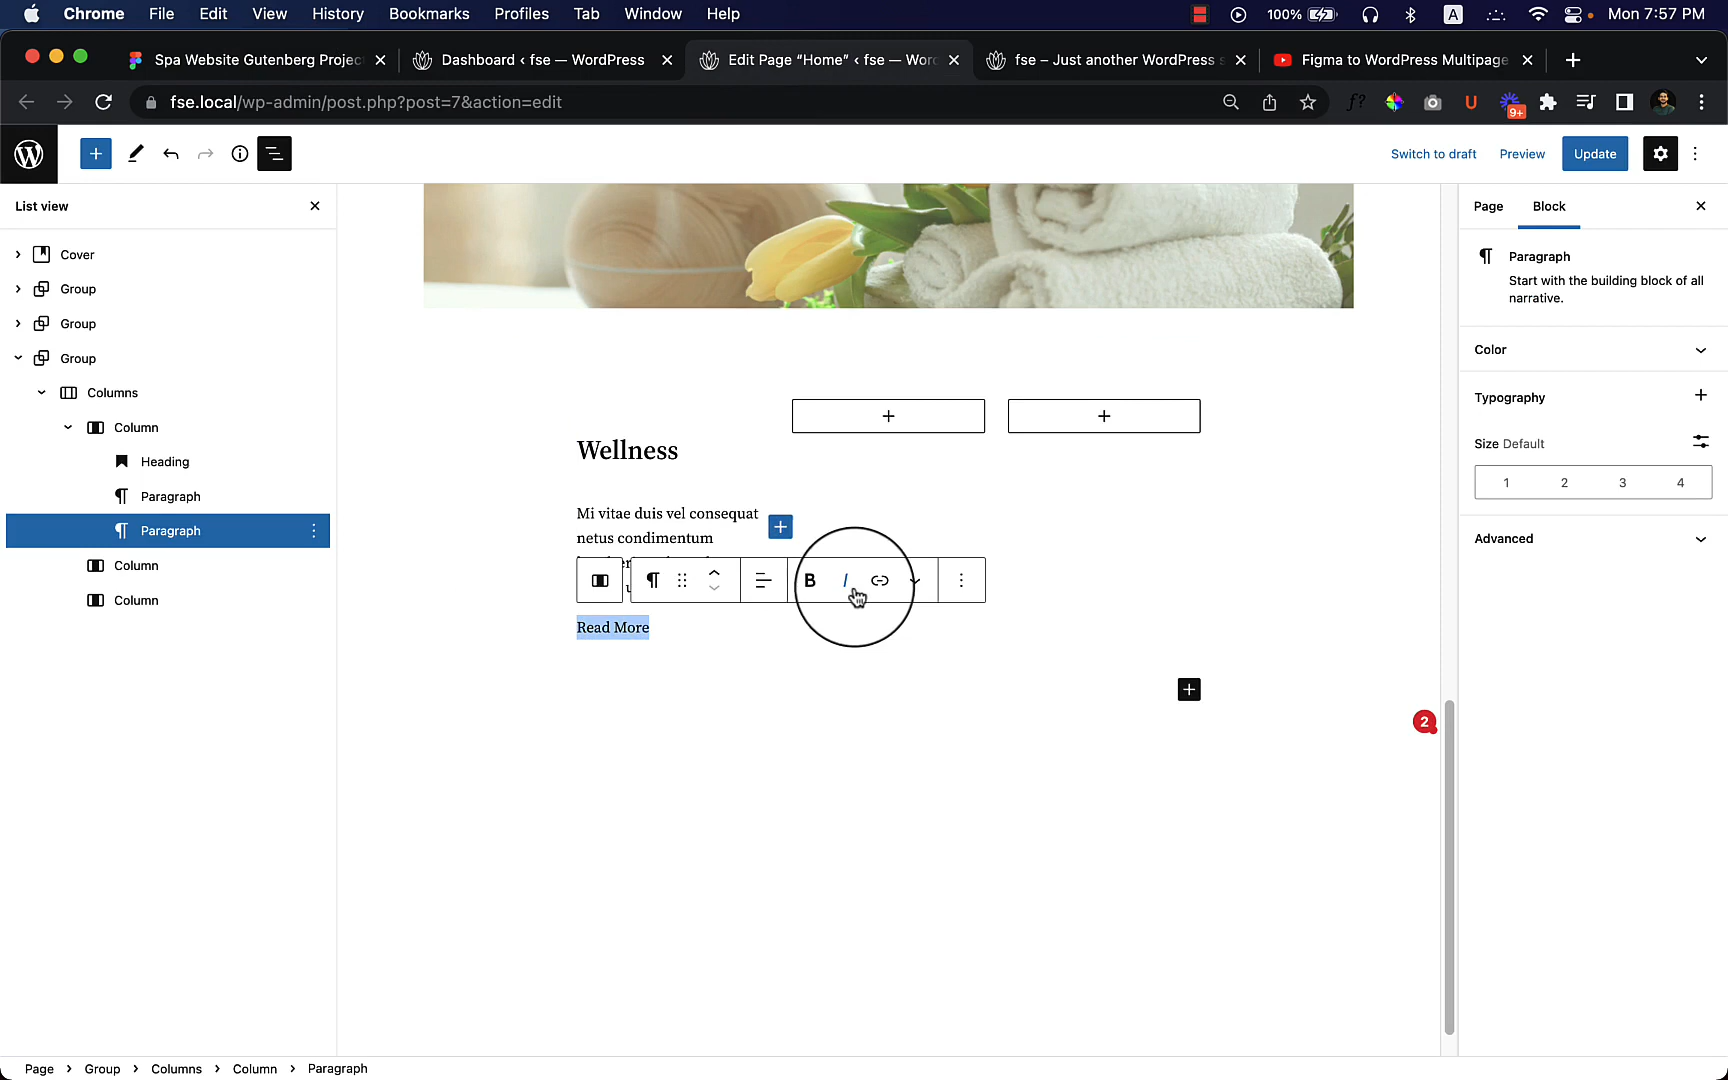 Chrome File Edit View History Bookmarks Profiles Tab Window Help 100% A Mon 7:57 PM
Spa Website Gutenberg Projec Dashboard ‹ fse — WordPress Edit Page “Home” ‹ fse — Wor fse – Just another WordPress s Figma to WordPress Multipage
fse.local/wp-admin/post.php?post=7&action=edit f? U 9+
Switch to draft Preview Update
List view
Cover
Group
Group
Group
Columns
Column
Heading
Paragraph
Paragraph
Column
Column
Wellness
Mi vitae duis vel consequat
netus condimentum
B I
Read More
2
Page Block
Paragraph
Start with the building block of all
narrative.
Color
Typography
Size Default
1 2 3 4
Advanced
Page › Group › Columns › Column › Paragraph